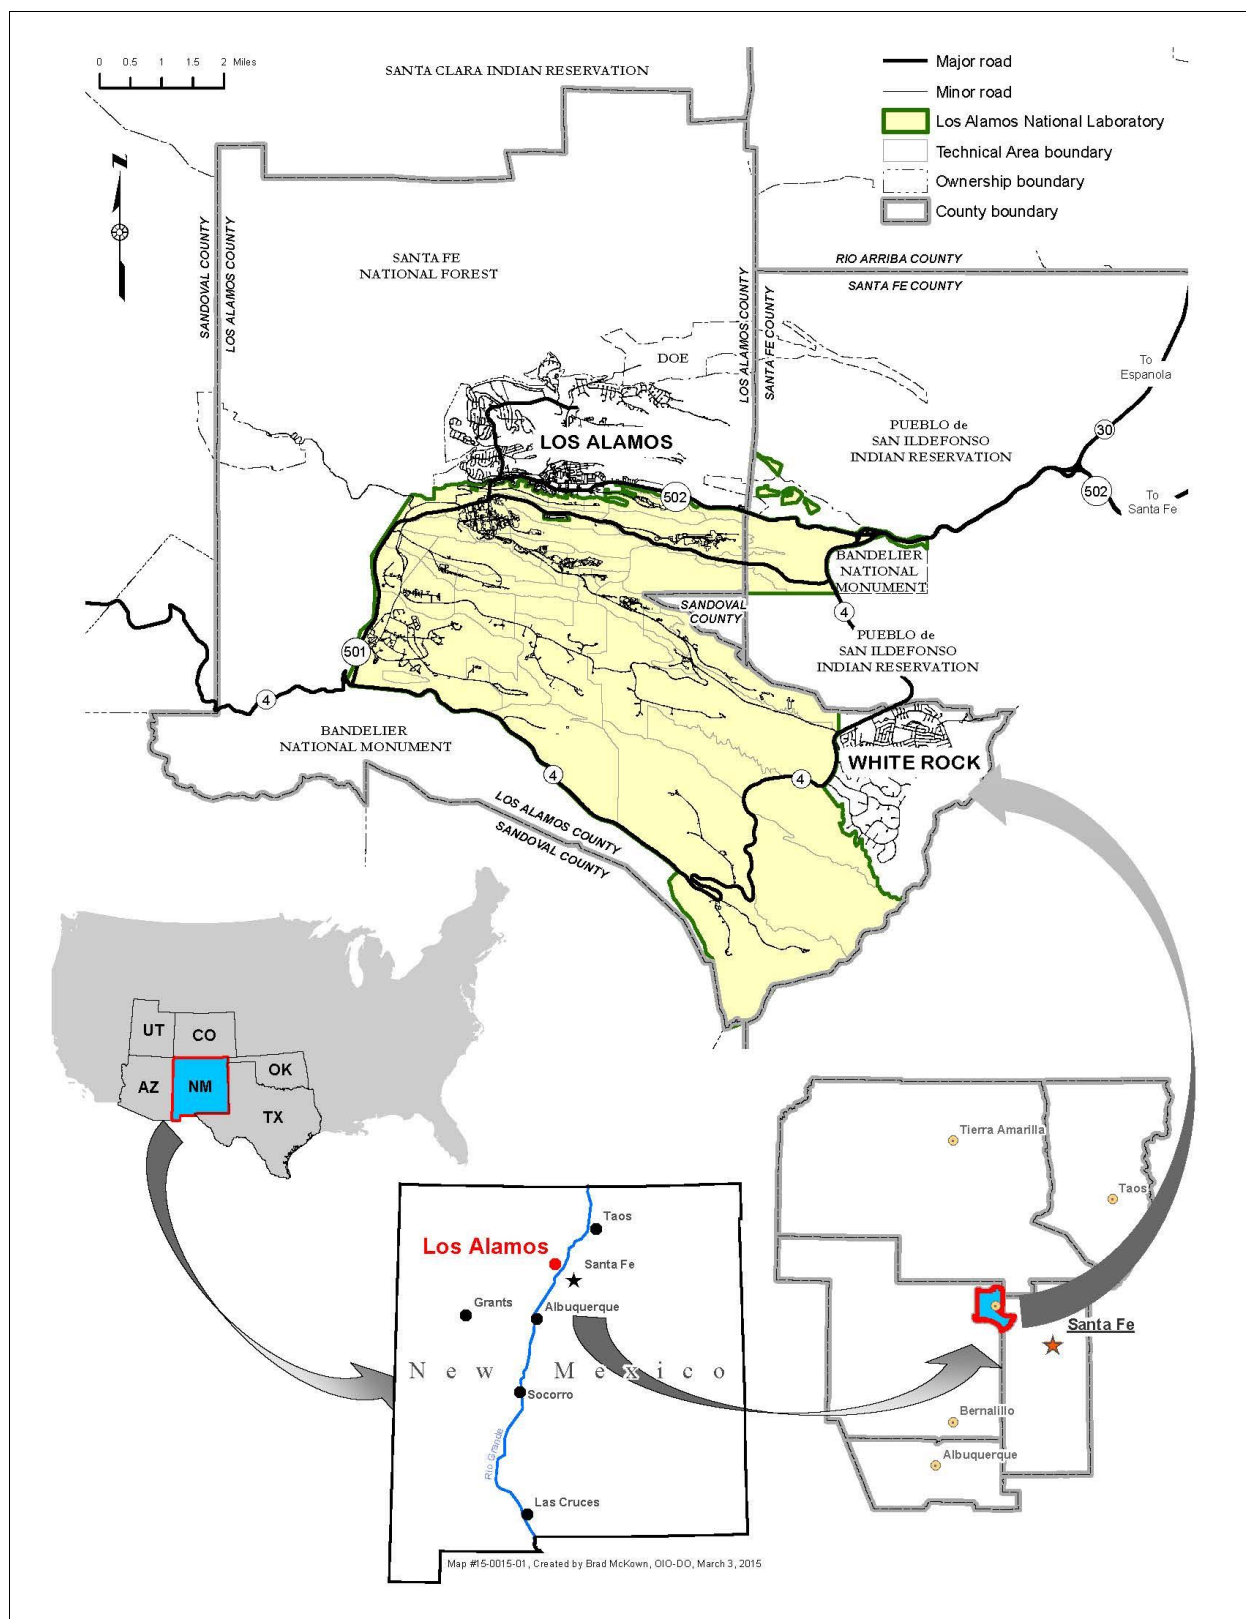 0 0.5 1 1.5 2 Miles
SANTA CLARA INDIAN RESERVATION
Major road
Minor road
Los Alamos National Laboratory
Technical Area boundary
Ownership boundary
County boundary
N
SANDOVAL COUNTY
LOS ALAMOS COUNTY
SANTA FE
NATIONAL FOREST
RIO ARRIBA COUNTY
SANTA FE COUNTY
LOS ALAMOS COUNTY
SANTA FE COUNTY
DOE
To
Espanola
30
PUEBLO de
SAN ILDEFONSO
INDIAN RESERVATION
LOS ALAMOS
502
502
To
Santa Fe
BANDELIER
NATIONAL
MONUMENT
SANDOVAL
COUNTY
4
PUEBLO de
SAN ILDEFONSO
INDIAN RESERVATION
501
4
BANDELIER
NATIONAL MONUMENT
WHITE ROCK
4
4
LOS ALAMOS COUNTY
SANDOVAL COUNTY
UT
CO
AZ
NM
OK
TX
Tierra Amarilla
Taos
Santa Fe
Bernalillo
Albuquerque
Taos
Los Alamos
Santa Fe
Grants
Albuquerque
New Mexico
Socorro
Rio Grande
Las Cruces
Map #15-0015-01, Created by Brad McKown, OIO-DO, March 3, 2015